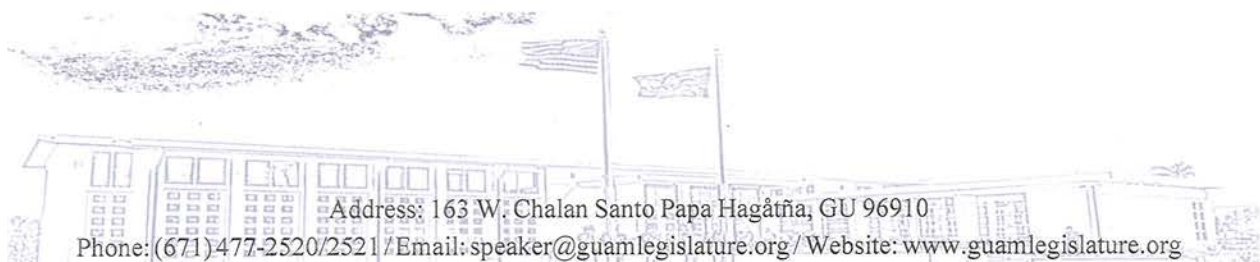 Address: 163 W. Chalan Santo Papa Hagåtña, GU 96910
Phone: (671) 477-2520/2521 / Email: speaker@guamlegislature.org / Website: www.guamlegislature.org